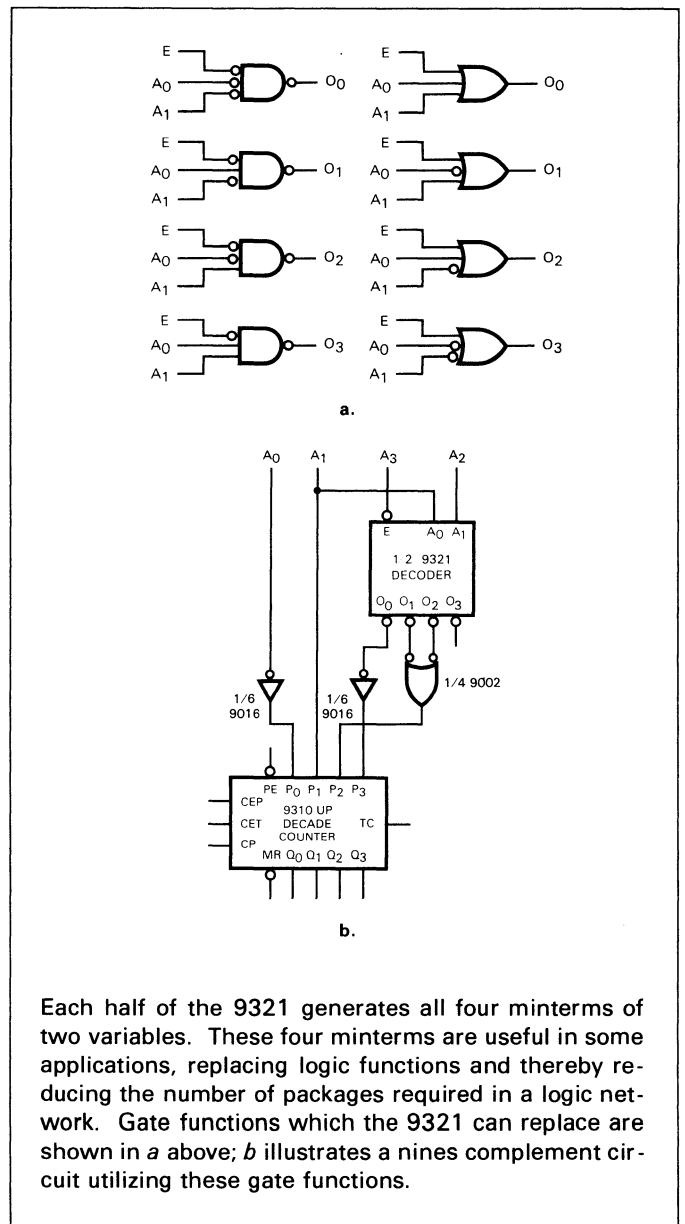 E
A0
A1
O0
E
A0
A1
O0
E
A0
A1
O1
E
A0
A1
O1
E
A0
A1
O2
E
A0
A1
O2
E
A0
A1
O3
E
A0
A1
O3
a.
A0 A1 A3 A2
E A0 A1
1 2 9321
DECODER
O0 O1 O2 O3
1/6
9016
1/6
9016
1/4 9002
PE P0 P1 P2 P3
CEP
CET
CP
9310 UP
DECADE
COUNTER
TC
MR Q0 Q1 Q2 Q3
b.
Each half of the 9321 generates all four minterms of
two variables. These four minterms are useful in some
applications, replacing logic functions and thereby re-
ducing the number of packages required in a logic net-
work. Gate functions which the 9321 can replace are
shown in a above; b illustrates a nines complement cir-
cuit utilizing these gate functions.